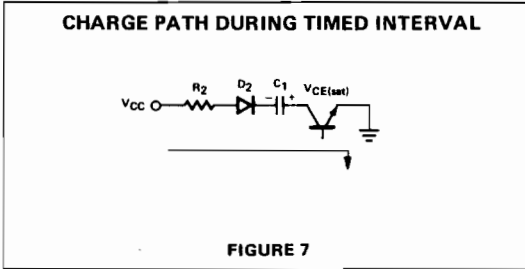 CHARGE PATH DURING TIMED INTERVAL
R2 D2 C1 VCE(sat)
VCC − +
FIGURE 7